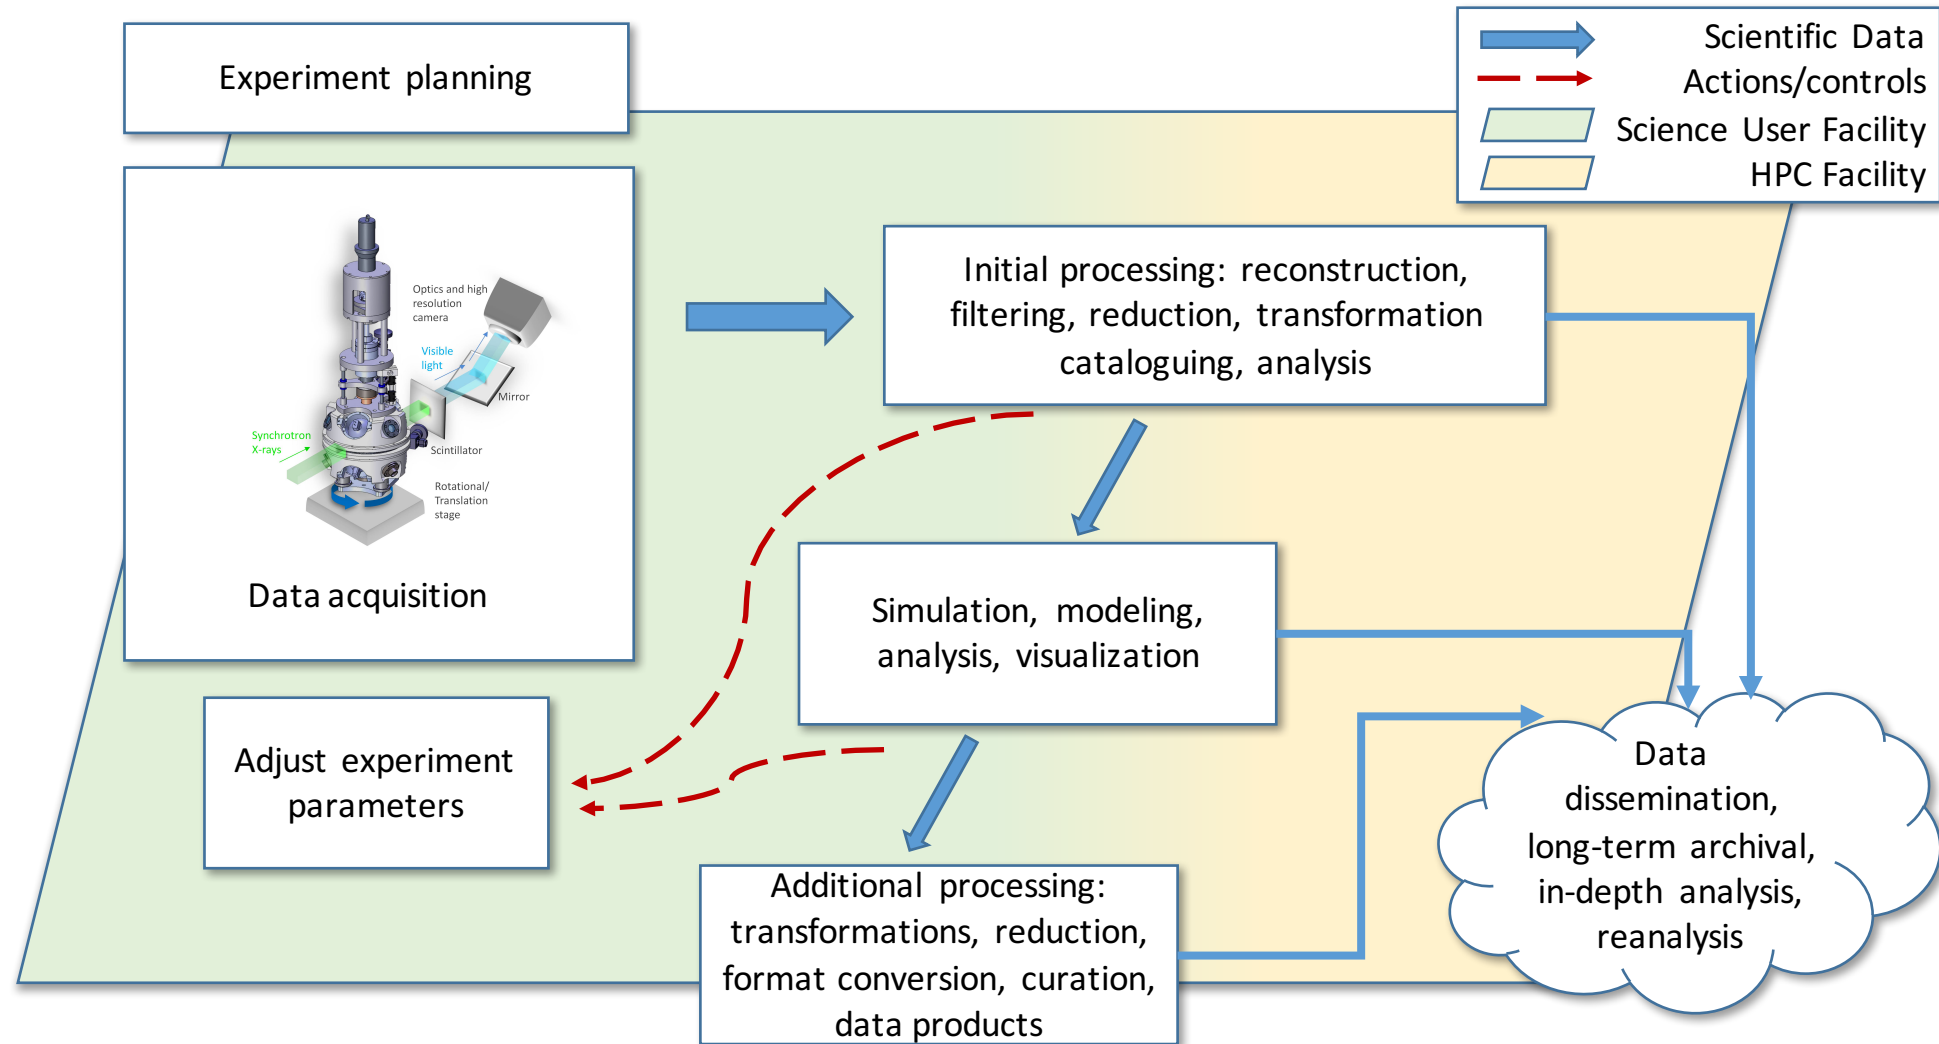 Experiment planning
Scientific Data
Actions/controls
Science User Facility
HPC Facility
Optics and high
resolution
camera
Visible
light
Mirror
Synchrotron
X-rays
Scintillator
Rotational/
Translation
stage
Data acquisition
Initial processing: reconstruction,
filtering, reduction, transformation
cataloguing, analysis
Simulation, modeling,
analysis, visualization
Adjust experiment
parameters
Additional processing:
transformations, reduction,
format conversion, curation,
data products
Data
dissemination,
long-term archival,
in-depth analysis,
reanalysis